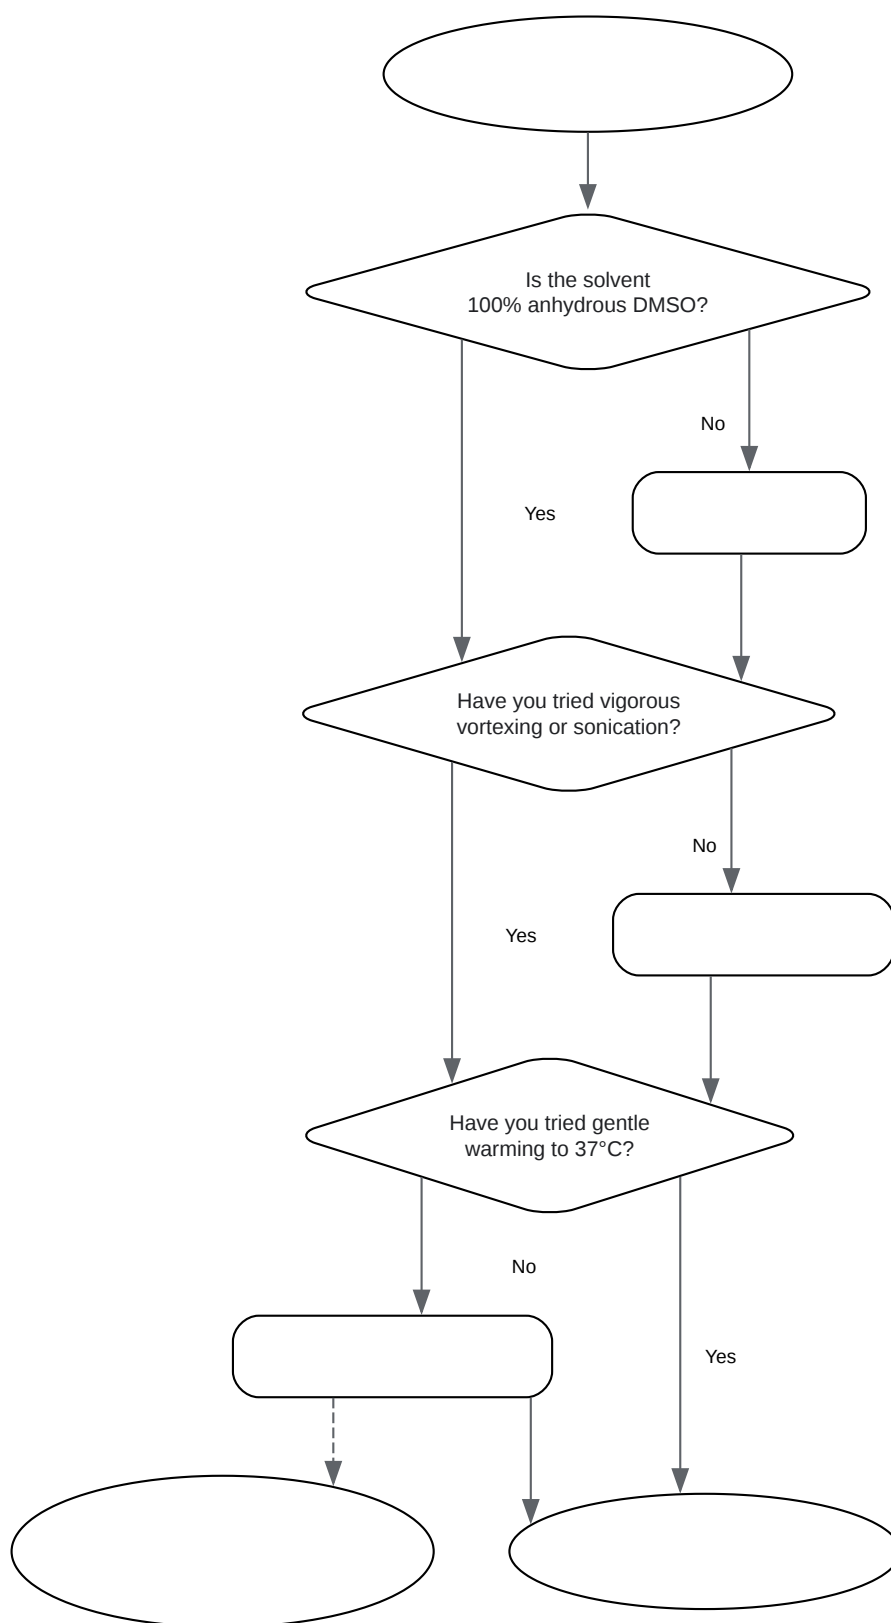 Is the solvent
100% anhydrous DMSO?
No
Yes
Have you tried vigorous
vortexing or sonication?
No
Yes
Have you tried gentle
warming to 37°C?
No
Yes